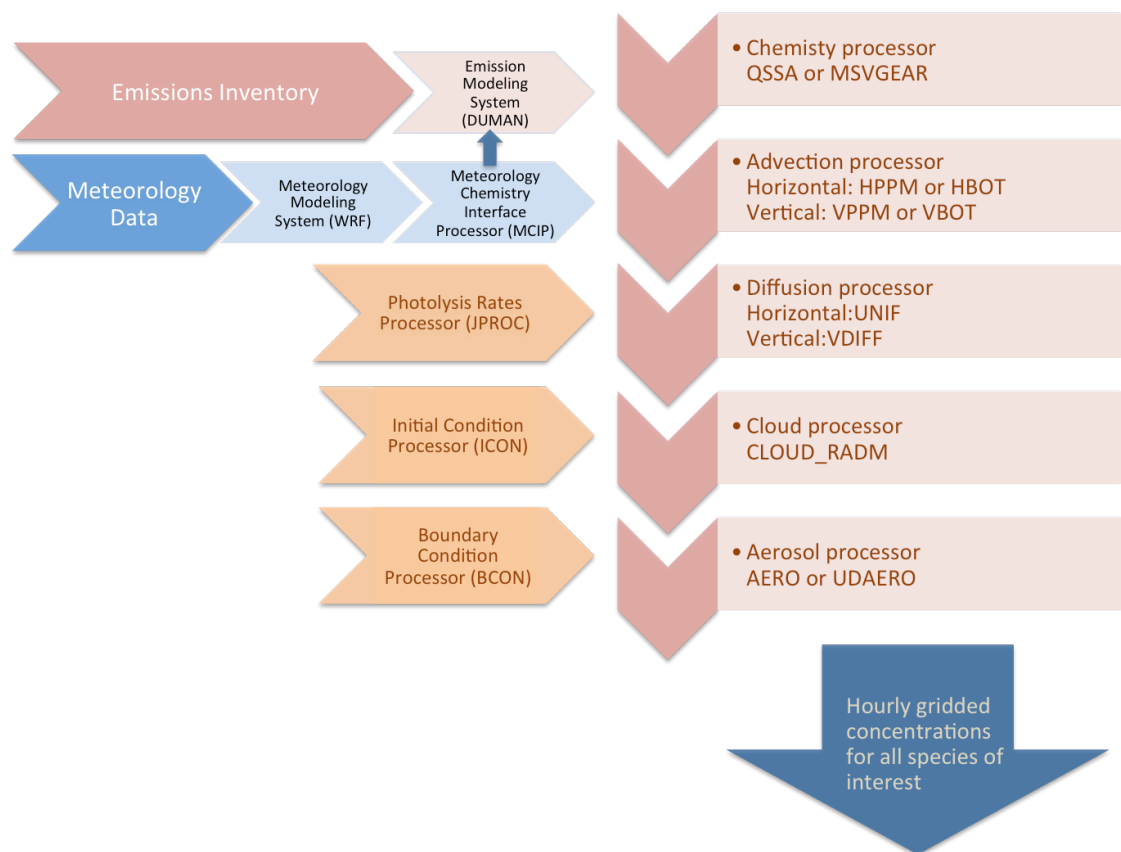 Emissions Inventory
Emission
Modeling
System
(DUMAN)
Meteorology
Data
Meteorology
Modeling
System (WRF)
Meteorology
Chemistry
Interface
Processor (MCIP)
Photolysis Rates
Processor (JPROC)
Initial Condition
Processor (ICON)
Boundary
Condition
Processor (BCON)
• Chemisty processor
QSSA or MSVGEAR
• Advection processor
Horizontal: HPPM or HBOT
Vertical: VPPM or VBOT
• Diffusion processor
Horizontal:UNIF
Vertical:VDIFF
• Cloud processor
CLOUD_RADM
• Aerosol processor
AERO or UDAERO
Hourly gridded
concentrations
for all species of
interest